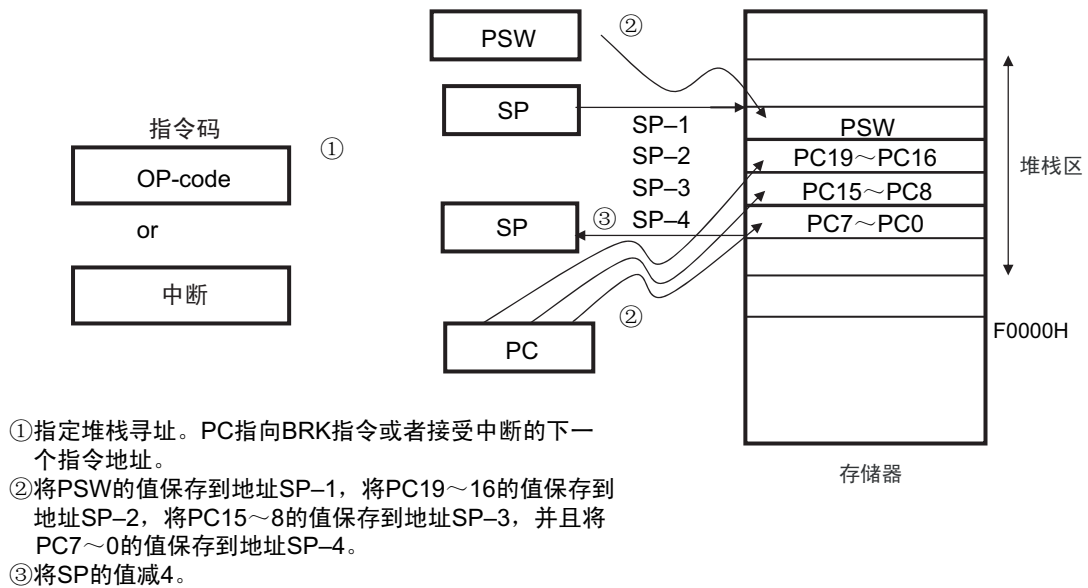 PSW
②
SP
指令码
①
OP-code
or
中断
SP–1
SP–2
SP–3
SP–4
PSW
PC19～PC16
PC15～PC8
PC7～PC0
堆栈区
SP
③
②
PC
F0000H
存储器
①指定堆栈寻址。PC指向BRK指令或者接受中断的下一
个指令地址。
②将PSW的值保存到地址SP–1，将PC19～16的值保存到
地址SP–2，将PC15～8的值保存到地址SP–3，并且将
PC7～0的值保存到地址SP–4。
③将SP的值减4。